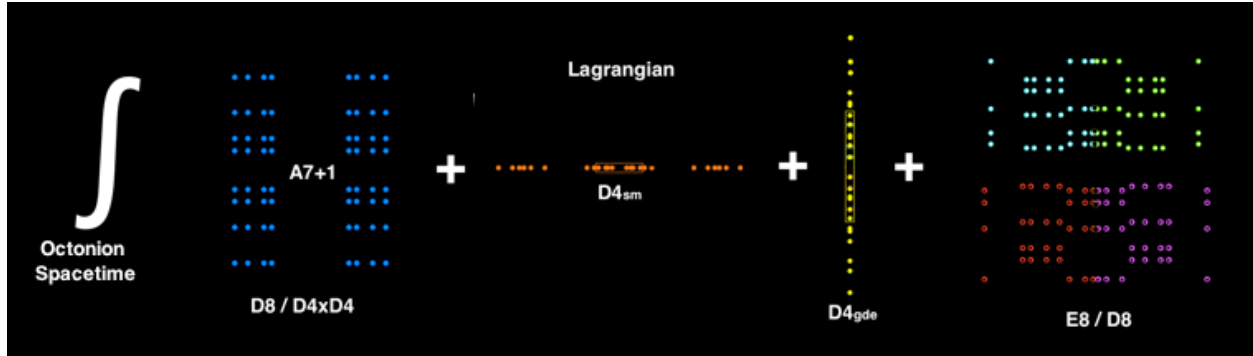 Lagrangian
A7+1
D4sm
Octonion
Spacetime
D8 / D4xD4
D4gde
E8 / D8